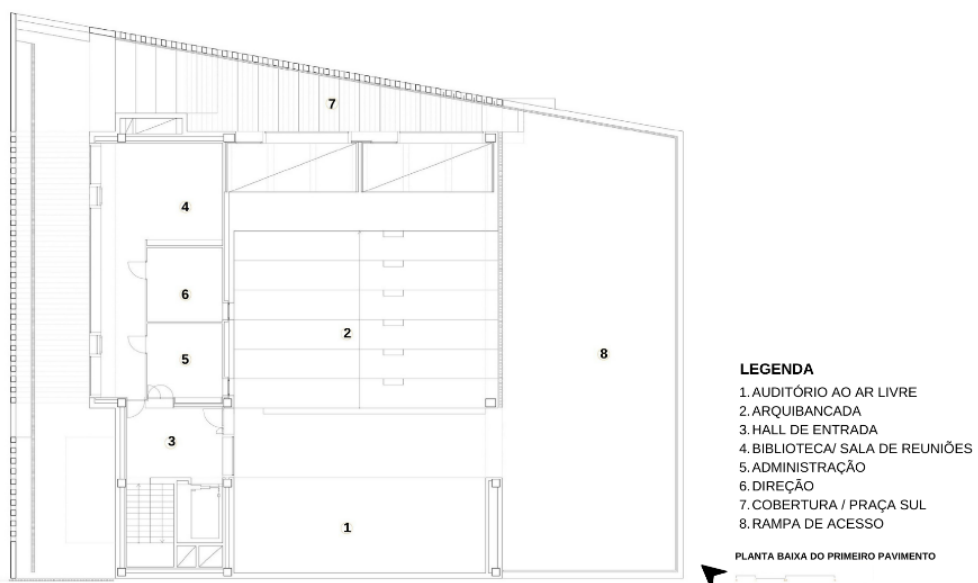 7
4
6
2
5
8
3
1
LEGENDA
1. AUDITÓRIO AO AR LIVRE
2. ARQUIBANCADA
3. HALL DE ENTRADA
4. BIBLIOTECA/ SALA DE REUNIÕES
5. ADMINISTRAÇÃO
6. DIREÇÃO
7. COBERTURA / PRAÇA SUL
8. RAMPA DE ACESSO
PLANTA BAIXA DO PRIMEIRO PAVIMENTO